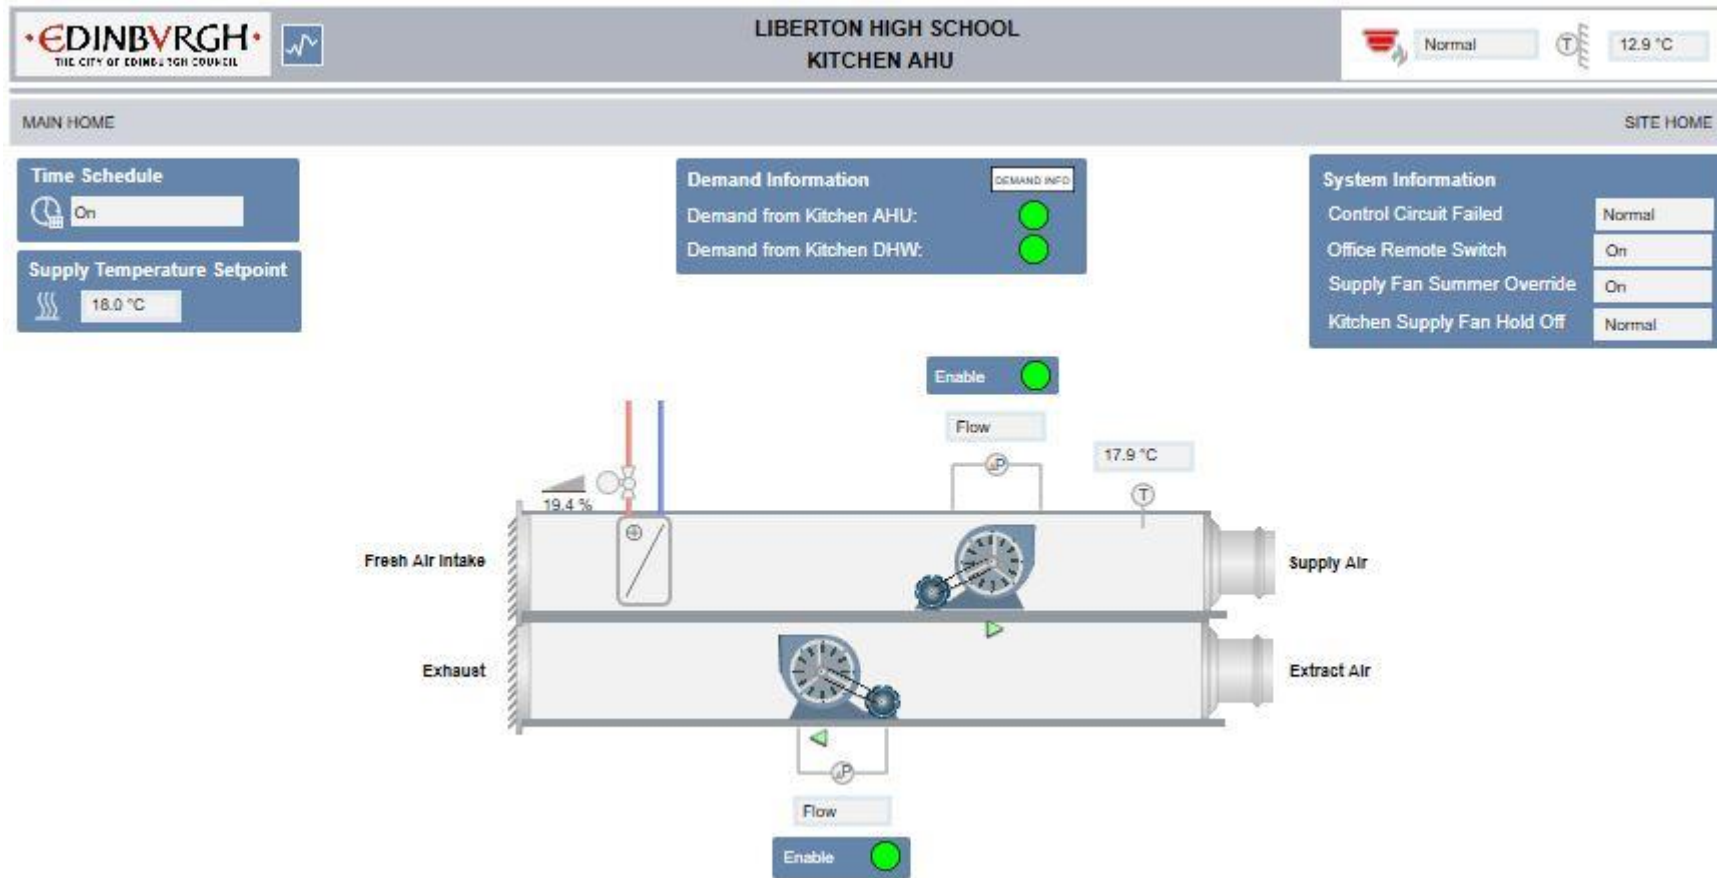 ·EDINBVRGH·
THE CITY OF EDINBURGH COUNCIL
LIBERTON HIGH SCHOOL
KITCHEN AHU
Normal
T
12.9 °C
MAIN HOME
SITE HOME
Time Schedule
On
Supply Temperature Setpoint
18.0 °C
Demand Information
DEMAND INFO
Demand from Kitchen AHU:
Demand from Kitchen DHW:
System Information
Control Circuit Failed
Normal
Office Remote Switch
On
Supply Fan Summer Override
On
Kitchen Supply Fan Hold Off
Normal
Enable
Flow
ΔP
17.9 °C
T
19.4 %
Fresh Air Intake
Supply Air
Exhaust
Extract Air
ΔP
Flow
Enable